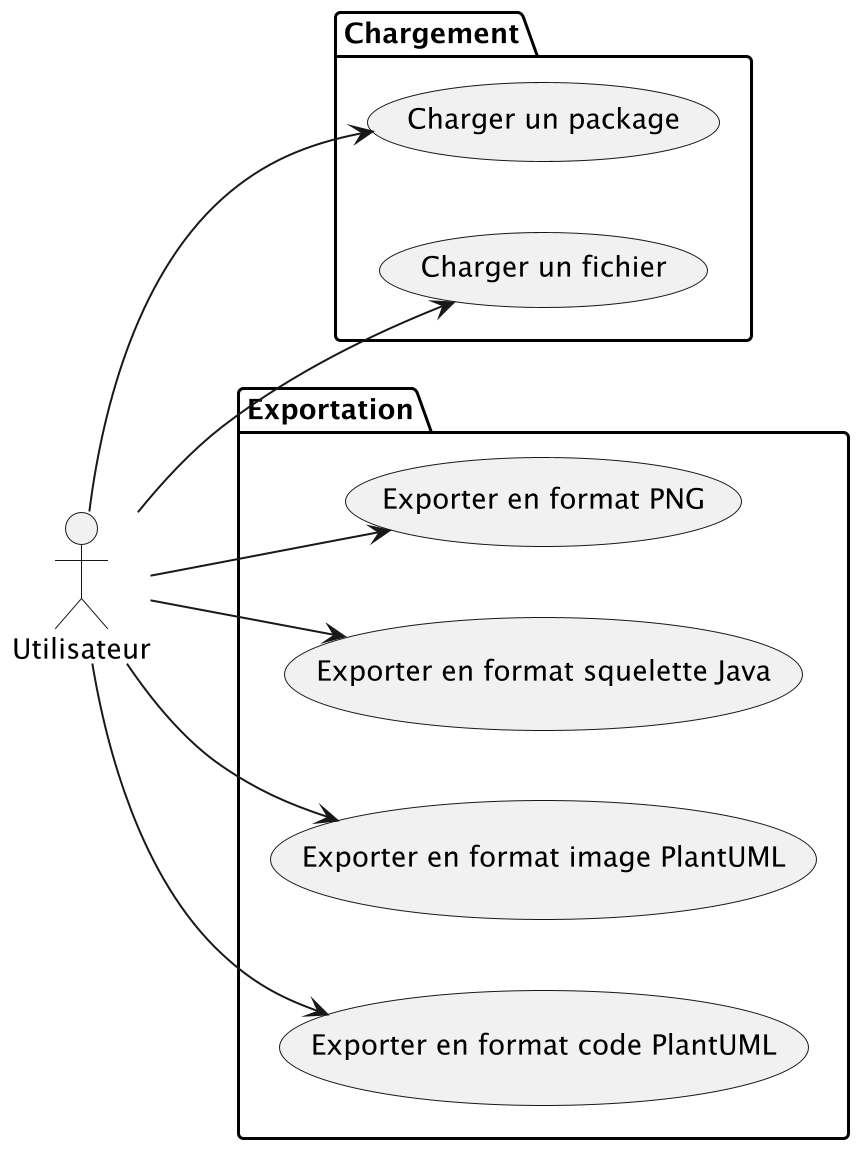 Chargement
Charger un package
Charger un fichier
Exportation
Exporter en format PNG
Exporter en format squelette Java
Utilisateur
Exporter en format image PlantUML
Exporter en format code PlantUML